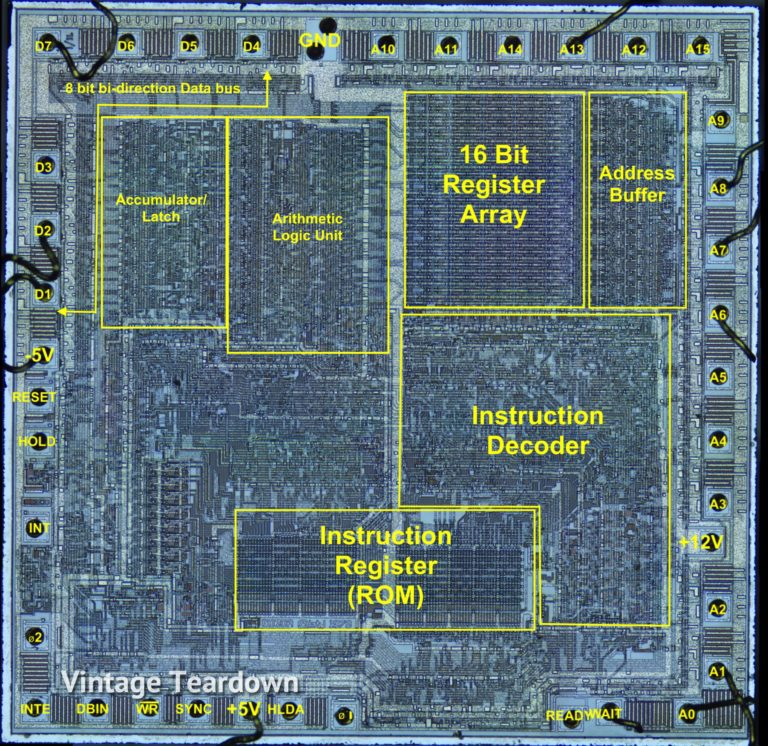 D7 D6 D5 D4 GND A10 A11 A14 A13 A12 A15
8 bit bi-direction Data bus
A9
D3
A8
D2
A7
D1
A6
-5V
A5
RESET
HOLD
A4
A3
INT
+12V
A2
ø2
A1
Accumulator/
Latch
Arithmetic
Logic Unit
16 Bit
Register
Array
Address
Buffer
Instruction
Decoder
Instruction
Register
(ROM)
Vintage Teardown
INTE DBIN WR SYNC +5V HLDA ø1 READY WAIT A0